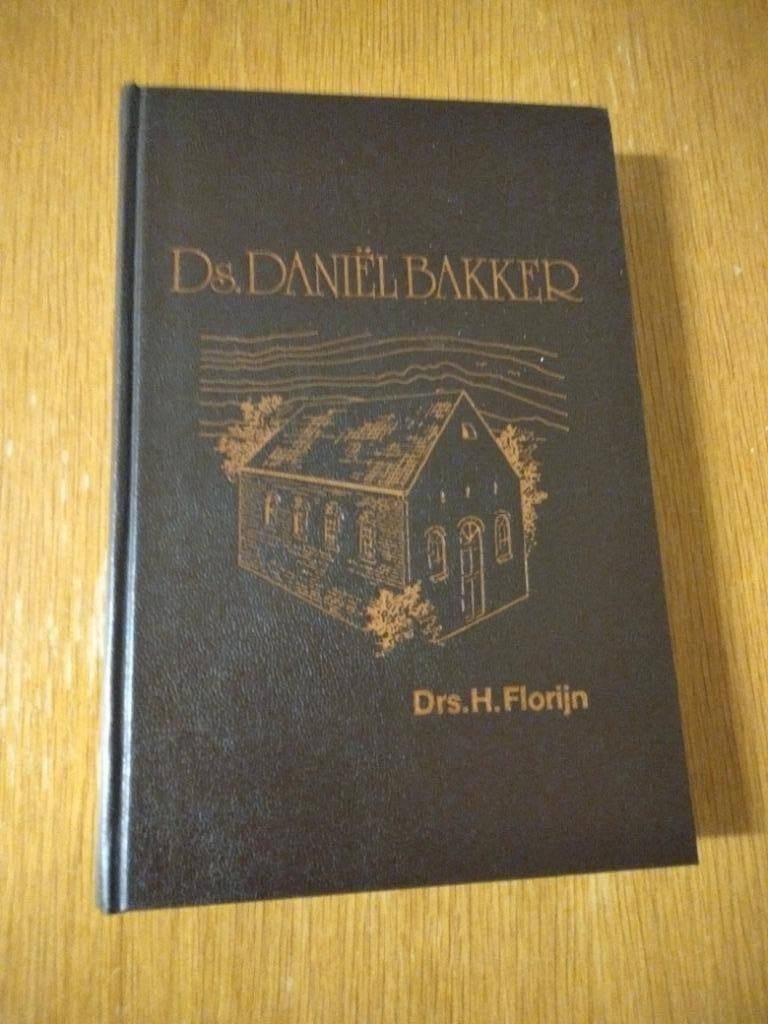 Ds. DANIËL BAKKER
Drs. H. Florijn